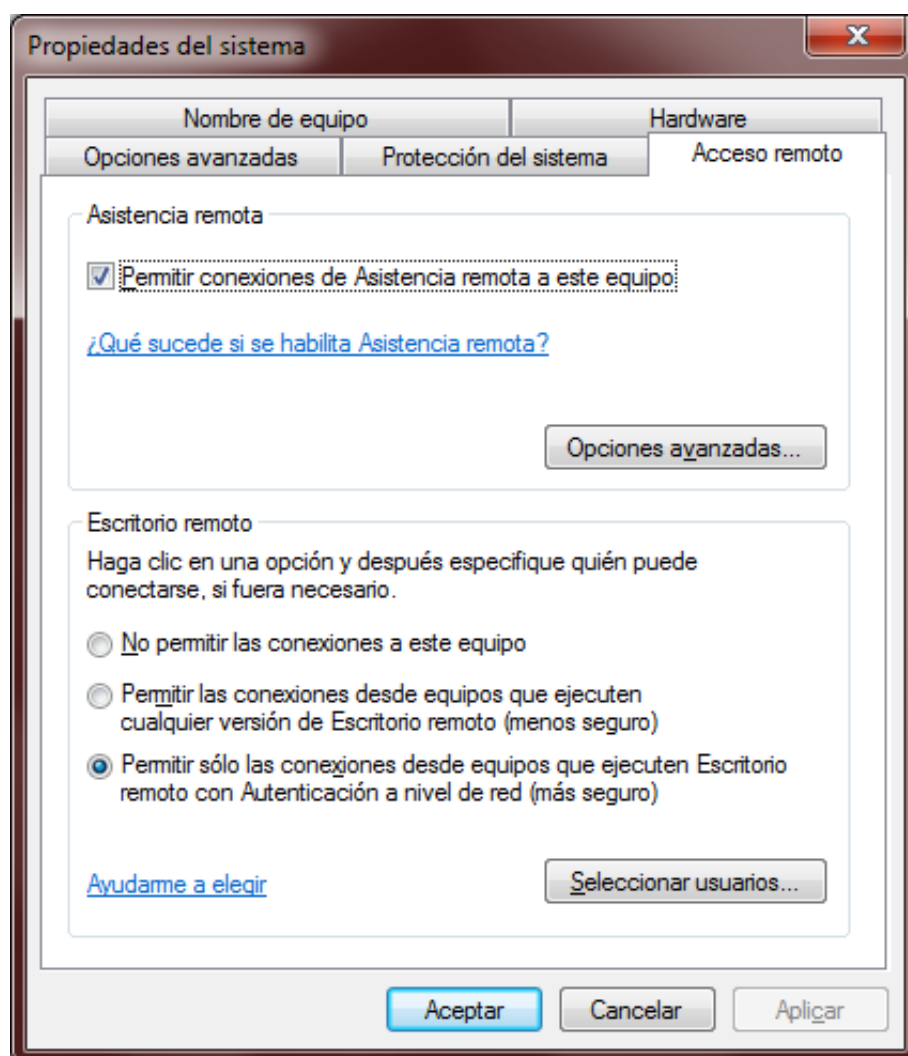 Propiedades del sistema
Nombre de equipo
Hardware
Opciones avanzadas
Protección del sistema
Acceso remoto
Asistencia remota
Permitir conexiones de Asistencia remota a este equipo
¿Qué sucede si se habilita Asistencia remota?
Opciones avanzadas...
Escritorio remoto
Haga clic en una opción y después especifique quién puede
conectarse, si fuera necesario.
No permitir las conexiones a este equipo
Permitir las conexiones desde equipos que ejecuten
cualquier versión de Escritorio remoto (menos seguro)
Permitir sólo las conexiones desde equipos que ejecuten Escritorio
remoto con Autenticación a nivel de red (más seguro)
Ayudarme a elegir
Seleccionar usuarios...
Aceptar
Cancelar
Aplicar